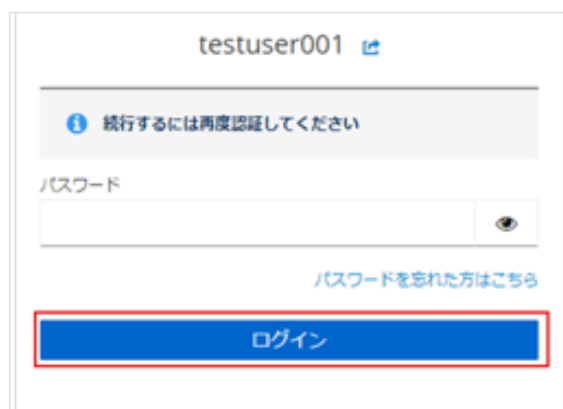 testuser001
続行するには再度認証してください
パスワード
パスワードを忘れた方はこちら
ログイン